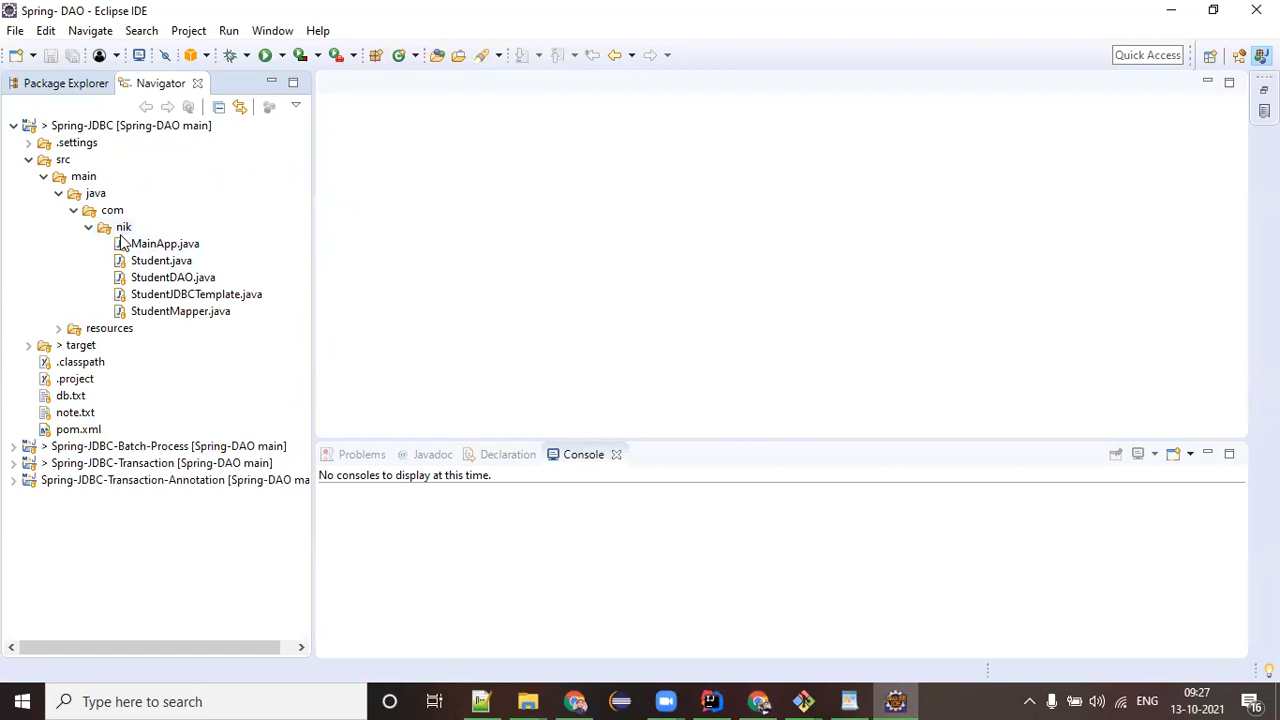 Spring- DAO - Eclipse IDE
File Edit Navigate Search Project Run Window Help
Quick Access
Package Explorer Navigator
> Spring-JDBC [Spring-DAO main]
.settings
src
main
java
com
nik
MainApp.java
Student.java
StudentDAO.java
StudentJDBCTemplate.java
StudentMapper.java
resources
> target
.classpath
.project
db.txt
note.txt
pom.xml
> Spring-JDBC-Batch-Process [Spring-DAO main]
> Spring-JDBC-Transaction [Spring-DAO main]
Spring-JDBC-Transaction-Annotation [Spring-DAO ma
Problems @ Javadoc Declaration Console
No consoles to display at this time.
Type here to search
ENG
09:27
13-10-2021
16